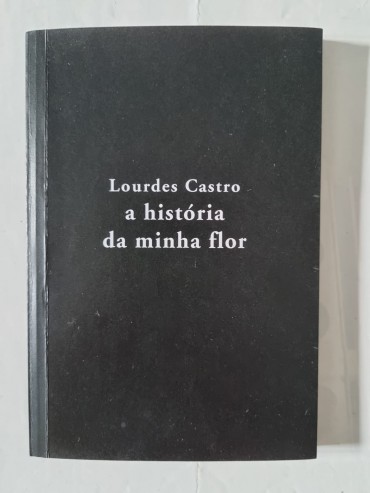 Lourdes Castro
a história
da minha flor